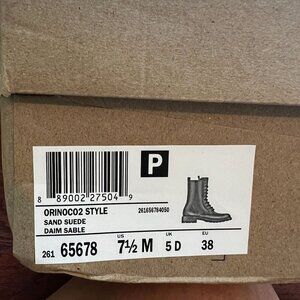 P
8 89002 27504 9
ORINOCO2 STYLE
261656784050
SAND SUEDE
DAIM SABLE
US UK EU
261 65678 7½ M 5 D 38